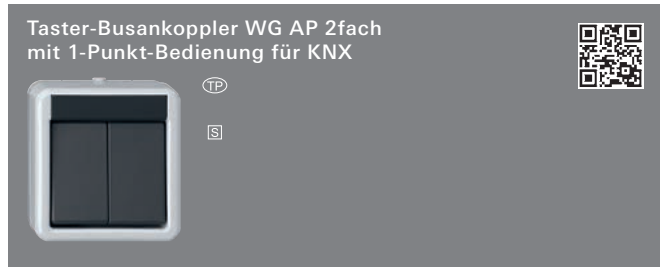 Taster-Busankoppler WG AP 2fach
mit 1-Punkt-Bedienung für KNX
TP
S